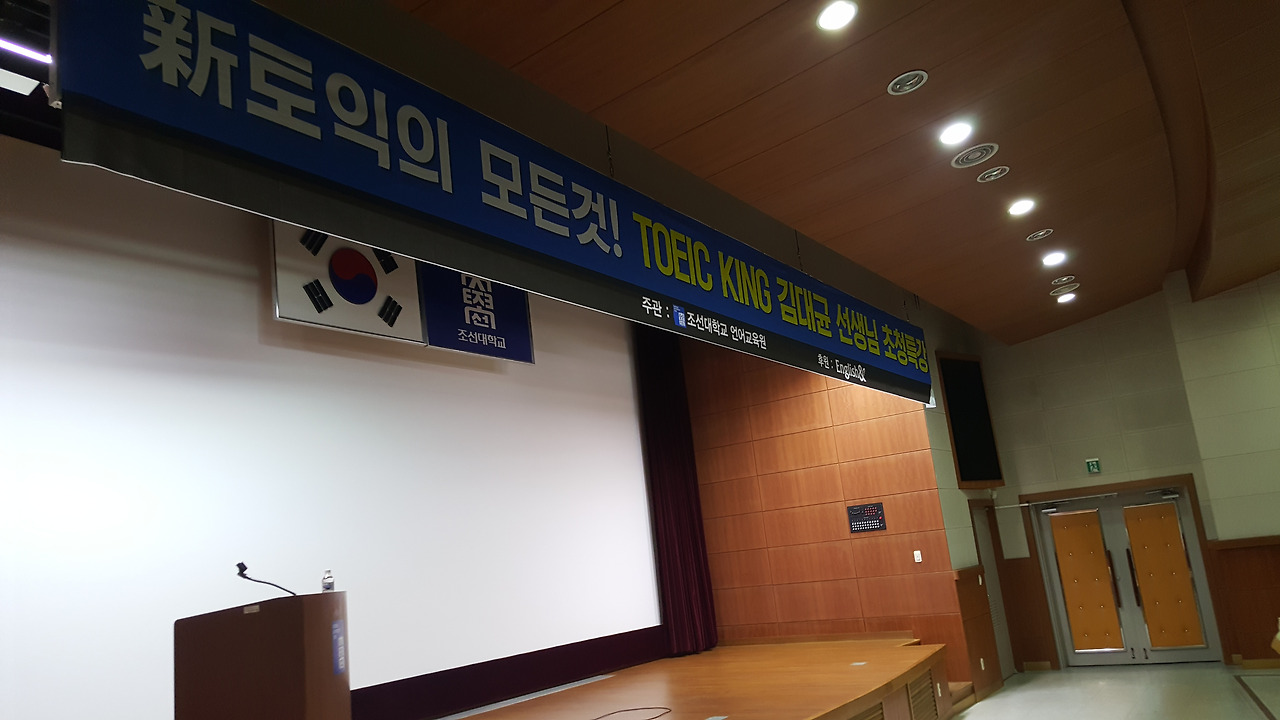 新토익의 모든것! TOEIC KING 김대균 선생님 초청특강
주관 : 조선대학교 언어교육원
후원 : English&
조선대학교